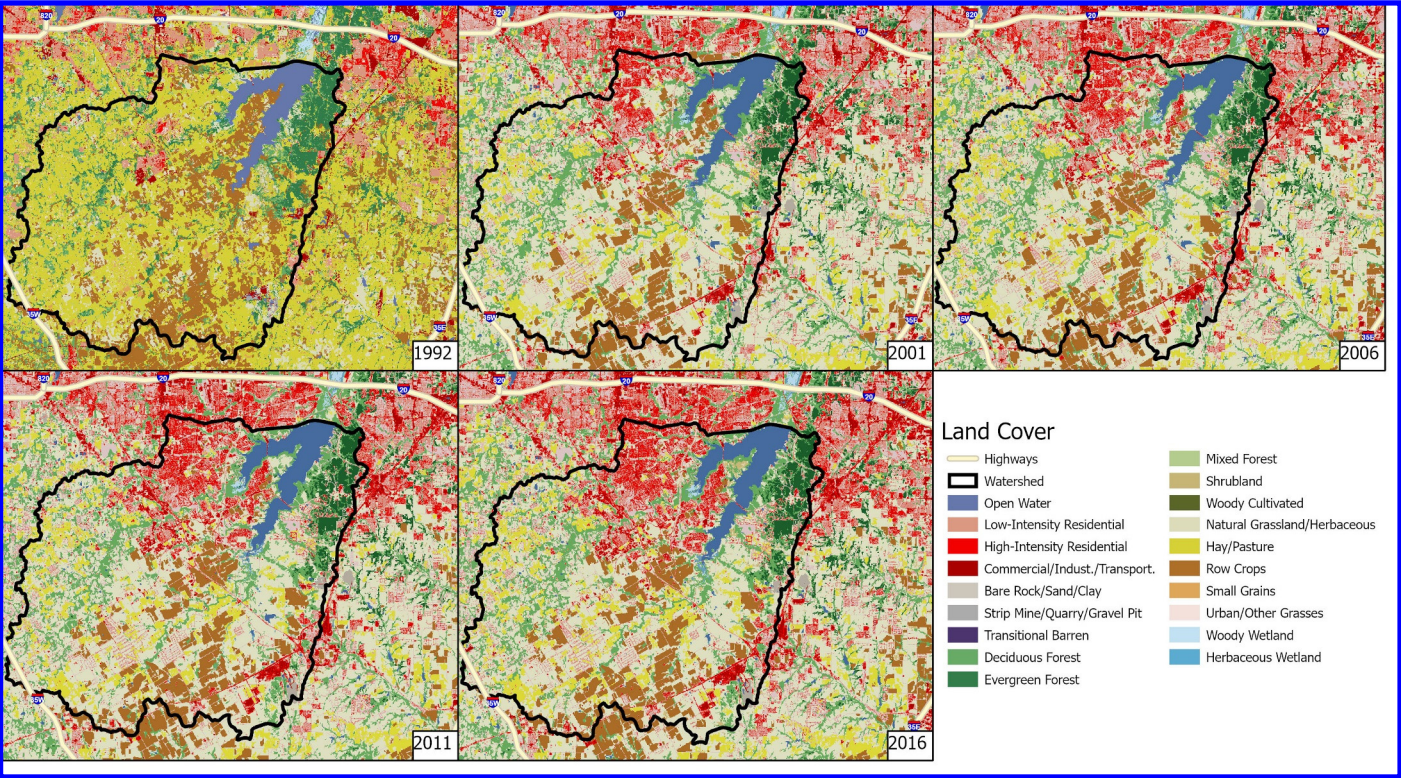 820
20
20
35W
35E
1992
820
20
20
35E
2001
820
20
20
35W
35E
2006
820
20
20
35W
2011
820
20
20
35W
35E
2016
Land Cover
Highways
Watershed
Open Water
Low-Intensity Residential
High-Intensity Residential
Commercial/Indust./Transport.
Bare Rock/Sand/Clay
Strip Mine/Quarry/Gravel Pit
Transitional Barren
Deciduous Forest
Evergreen Forest
Mixed Forest
Shrubland
Woody Cultivated
Natural Grassland/Herbaceous
Hay/Pasture
Row Crops
Small Grains
Urban/Other Grasses
Woody Wetland
Herbaceous Wetland